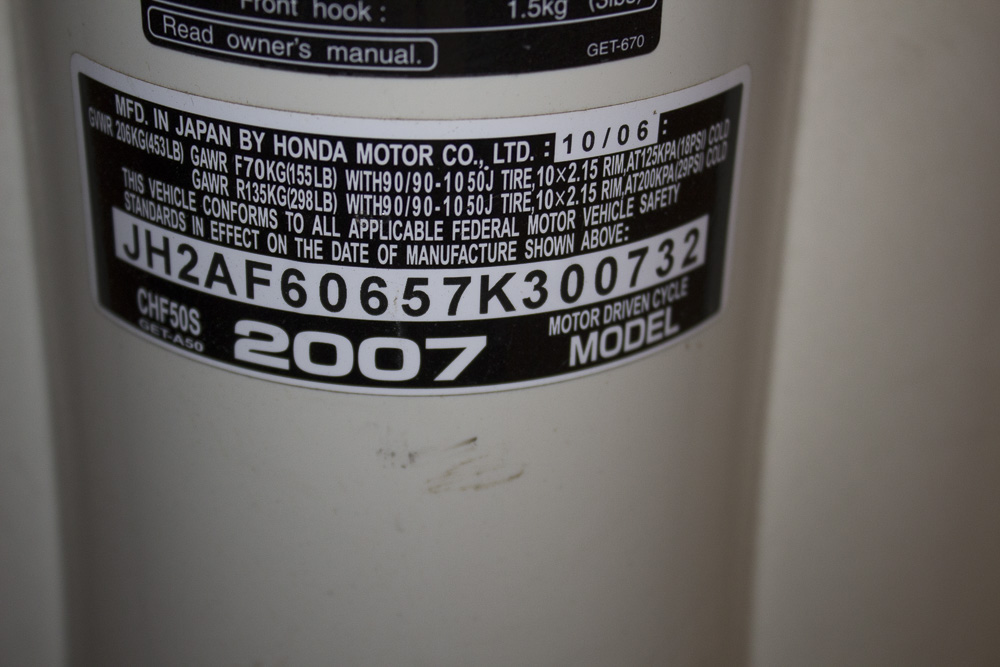 Front hook : 1.5kg (3lbs)
Read owner's manual. GET-670
MFD. IN JAPAN BY HONDA MOTOR CO., LTD. : 10/06 :
GVWR 206KG(453LB) GAWR F70KG(155LB) WITH90/90-10 50J TIRE,10×2.15 RIM,AT125KPA(18PSI) COLD
GAWR R135KG(298LB) WITH90/90-10 50J TIRE,10×2.15 RIM,AT200KPA(29PSI) COLD
THIS VEHICLE CONFORMS TO ALL APPLICABLE FEDERAL MOTOR VEHICLE SAFETY
STANDARDS IN EFFECT ON THE DATE OF MANUFACTURE SHOWN ABOVE:
JH2AF60657K300732
CHF50S
GET-A50
2007
MOTOR DRIVEN CYCLE
MODEL